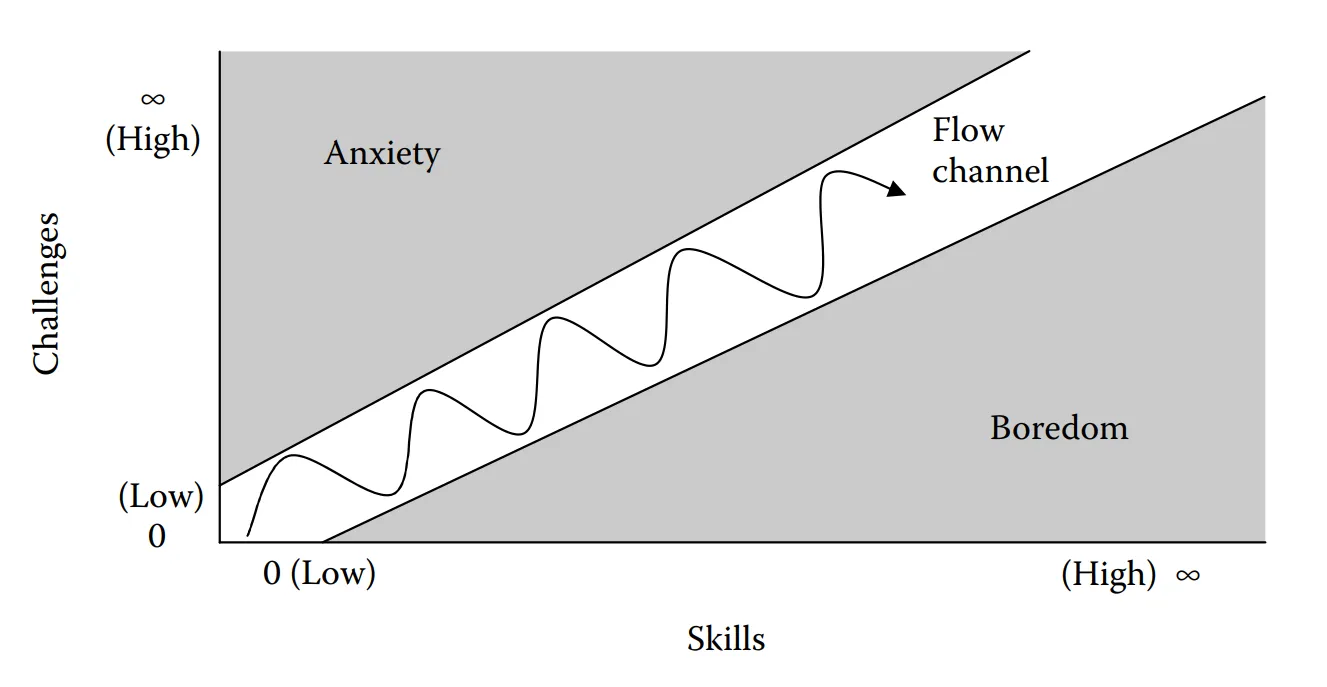 ∞
(High)
Anxiety
Flow
channel
Challenges
Boredom
(Low)
0
0 (Low)
(High) ∞
Skills